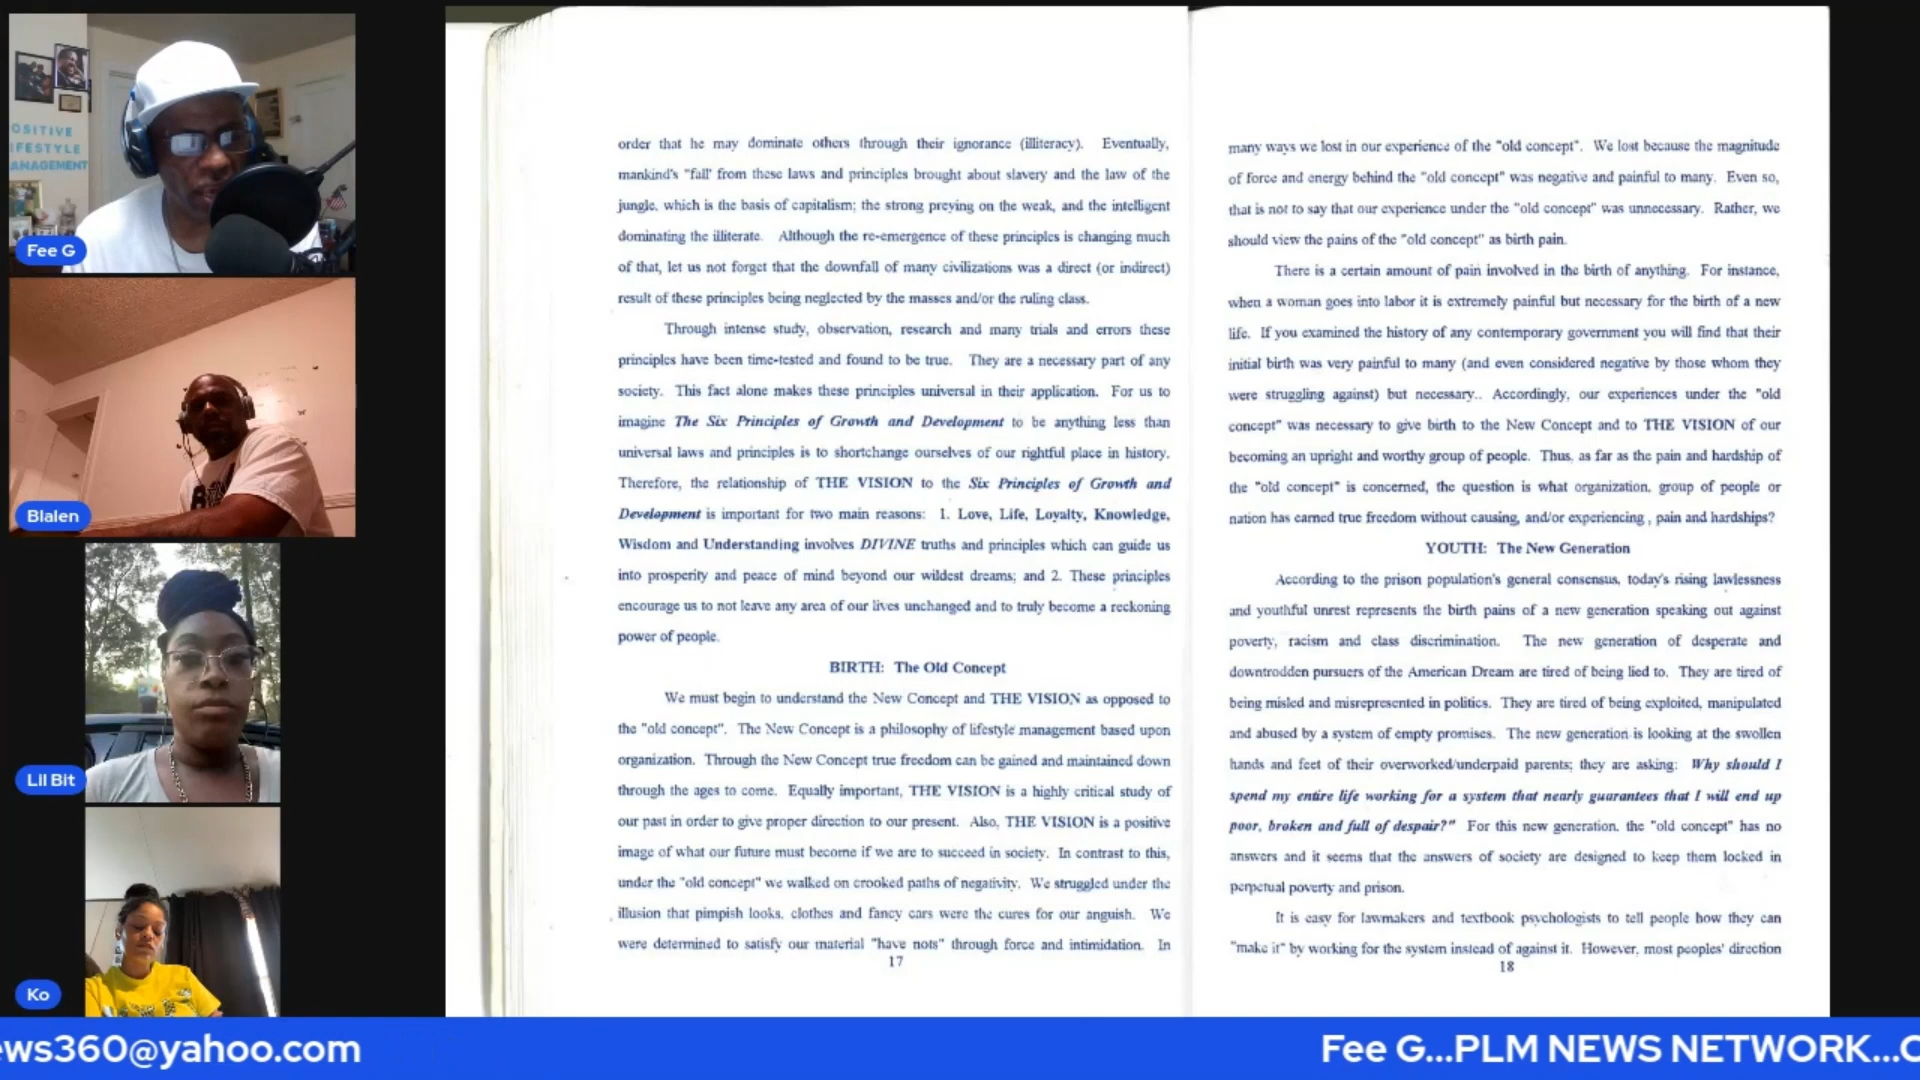 OSITIVE
IFESTYLE
ANAGEMENT
Fee G
Blalen
Lil Bit
Ko
order that he may dominate others through their ignorance (illiteracy). Eventually,
mankind's "fall' from these laws and principles brought about slavery and the law of the
jungle, which is the basis of capitalism; the strong preying on the weak, and the intelligent
dominating the illiterate. Although the re-emergence of these principles is changing much
of that, let us not forget that the downfall of many civilizations was a direct (or indirect)
result of these principles being neglected by the masses and/or the ruling class.
Through intense study, observation, research and many trials and errors these
principles have been time-tested and found to be true. They are a necessary part of any
society. This fact alone makes these principles universal in their application. For us to
imagine The Six Principles of Growth and Development to be anything less than
universal laws and principles is to shortchange ourselves of our rightful place in history.
Therefore, the relationship of THE VISION to the Six Principles of Growth and
Development is important for two main reasons: 1. Love, Life, Loyalty, Knowledge,
Wisdom and Understanding involves DIVINE truths and principles which can guide us
into prosperity and peace of mind beyond our wildest dreams; and 2. These principles
encourage us to not leave any area of our lives unchanged and to truly become a reckoning
power of people.
BIRTH: The Old Concept
We must begin to understand the New Concept and THE VISION as opposed to
the "old concept". The New Concept is a philosophy of lifestyle management based upon
organization. Through the New Concept true freedom can be gained and maintained down
through the ages to come. Equally important, THE VISION is a highly critical study of
our past in order to give proper direction to our present. Also, THE VISION is a positive
image of what our future must become if we are to succeed in society. In contrast to this,
under the "old concept" we walked on crooked paths of negativity. We struggled under the
illusion that pimpish looks, clothes and fancy cars were the cures for our anguish. We
were determined to satisfy our material "have nots" through force and intimidation. In
17
many ways we lost in our experience of the "old concept". We lost because the magnitude
of force and energy behind the "old concept" was negative and painful to many. Even so,
that is not to say that our experience under the "old concept" was unnecessary. Rather, we
should view the pains of the "old concept" as birth pain.
There is a certain amount of pain involved in the birth of anything. For instance,
when a woman goes into labor it is extremely painful but necessary for the birth of a new
life. If you examined the history of any contemporary government you will find that their
initial birth was very painful to many (and even considered negative by those whom they
were struggling against) but necessary.. Accordingly, our experiences under the "old
concept" was necessary to give birth to the New Concept and to THE VISION of our
becoming an upright and worthy group of people. Thus, as far as the pain and hardship of
the "old concept" is concerned, the question is what organization, group of people or
nation has earned true freedom without causing, and/or experiencing , pain and hardships?
YOUTH: The New Generation
According to the prison population's general consensus, today's rising lawlessness
and youthful unrest represents the birth pains of a new generation speaking out against
poverty, racism and class discrimination. The new generation of desperate and
downtrodden pursuers of the American Dream are tired of being lied to. They are tired of
being misled and misrepresented in politics. They are tired of being exploited, manipulated
and abused by a system of empty promises. The new generation is looking at the swollen
hands and feet of their overworked/underpaid parents; they are asking: Why should I
spend my entire life working for a system that nearly guarantees that I will end up
poor, broken and full of despair?" For this new generation, the "old concept" has no
answers and it seems that the answers of society are designed to keep them locked in
perpetual poverty and prison.
It is easy for lawmakers and textbook psychologists to tell people how they can
"make it" by working for the system instead of against it. However, most peoples' direction
18
ews360@yahoo.com
Fee G...PLM NEWS NETWORK...C